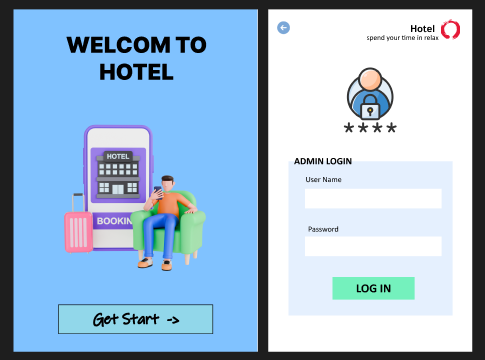 WELCOM TO
HOTEL
HOTEL
BOOKIN
Get Start ->
Hotel
spend your time in relax
****
ADMIN LOGIN
User Name
Password
LOG IN